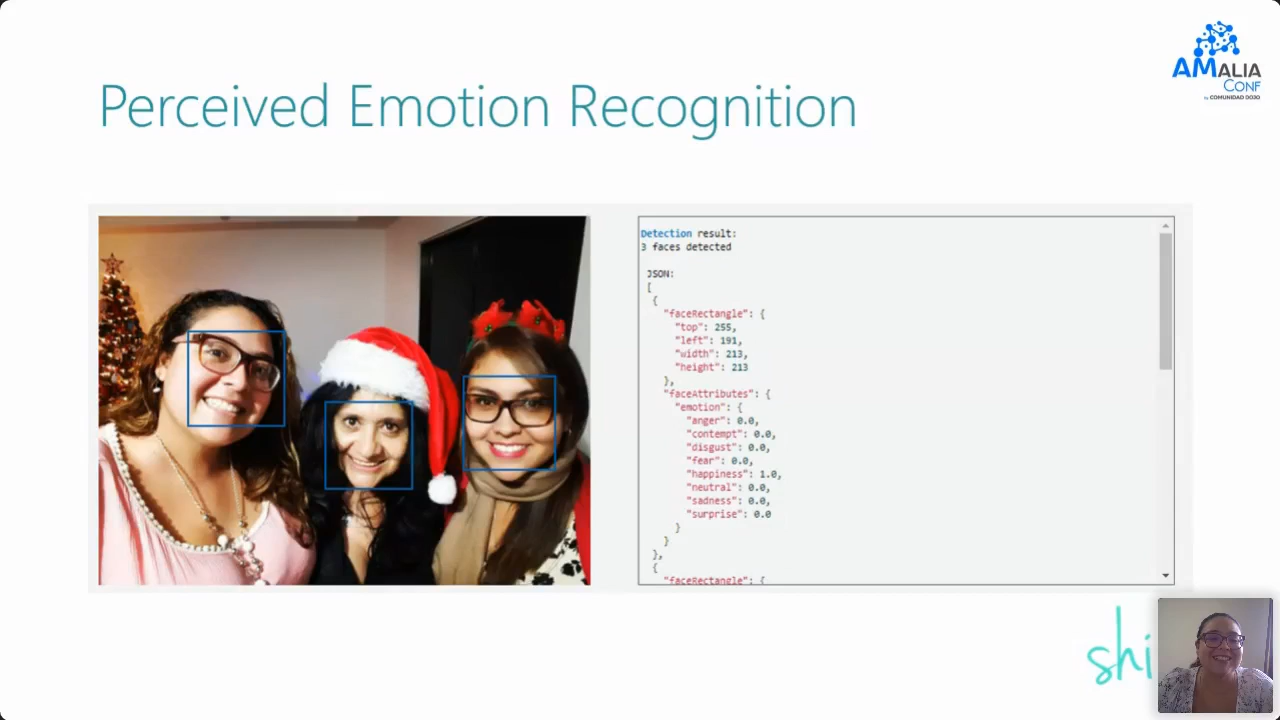 AMALIA
CONF
by COMUNIDAD DOJO
Perceived Emotion Recognition
Detection result:
3 faces detected
JSON:
[
{
"faceRectangle": {
"top": 255,
"left": 191,
"width": 213,
"height": 213
},
"faceAttributes": {
"emotion": {
"anger": 0.0,
"contempt": 0.0,
"disgust": 0.0,
"fear": 0.0,
"happiness": 1.0,
"neutral": 0.0,
"sadness": 0.0,
"surprise": 0.0
}
}
},
{
"faceRectangle": {
shi